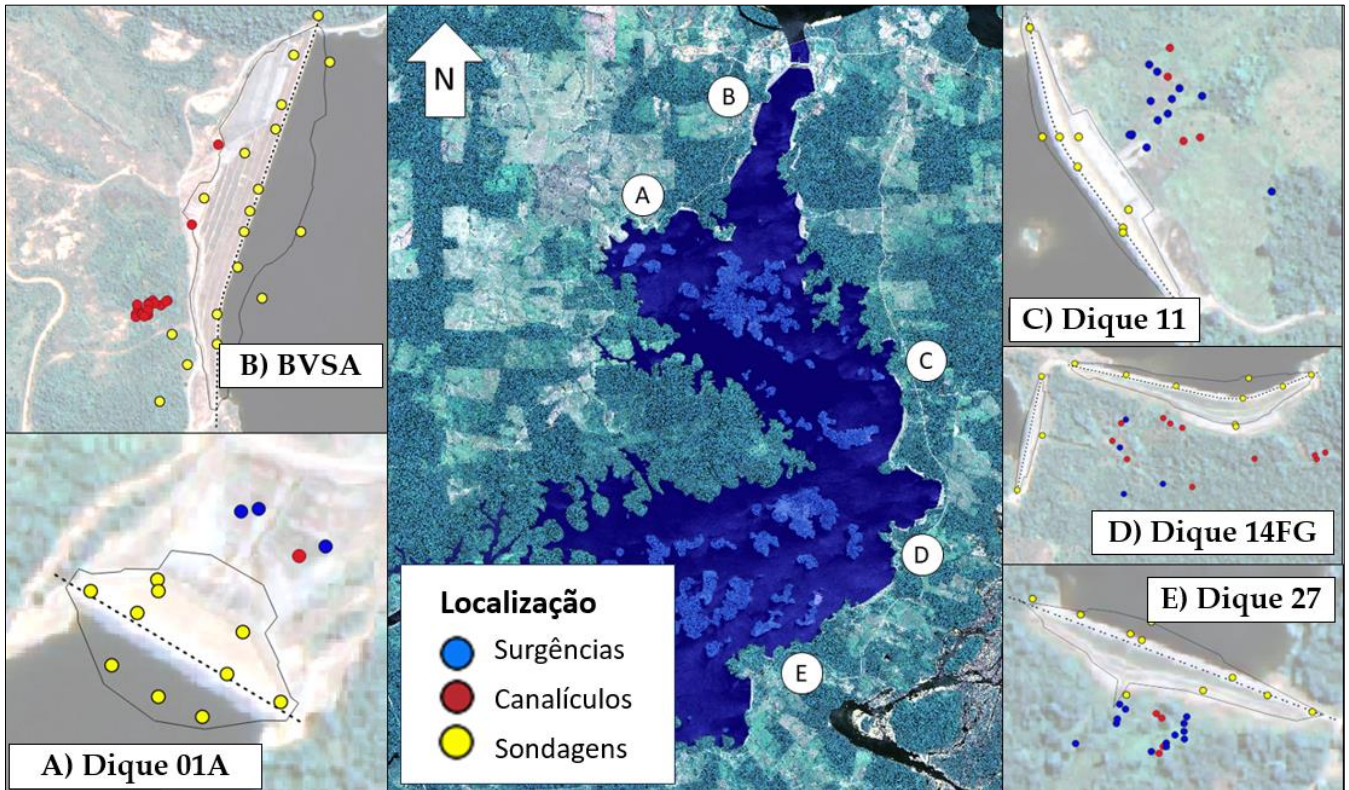 N
B
A
C
D
E
B) BVSA
A) Dique 01A
C) Dique 11
D) Dique 14FG
E) Dique 27
Localização
Surgências
Canalículos
Sondagens